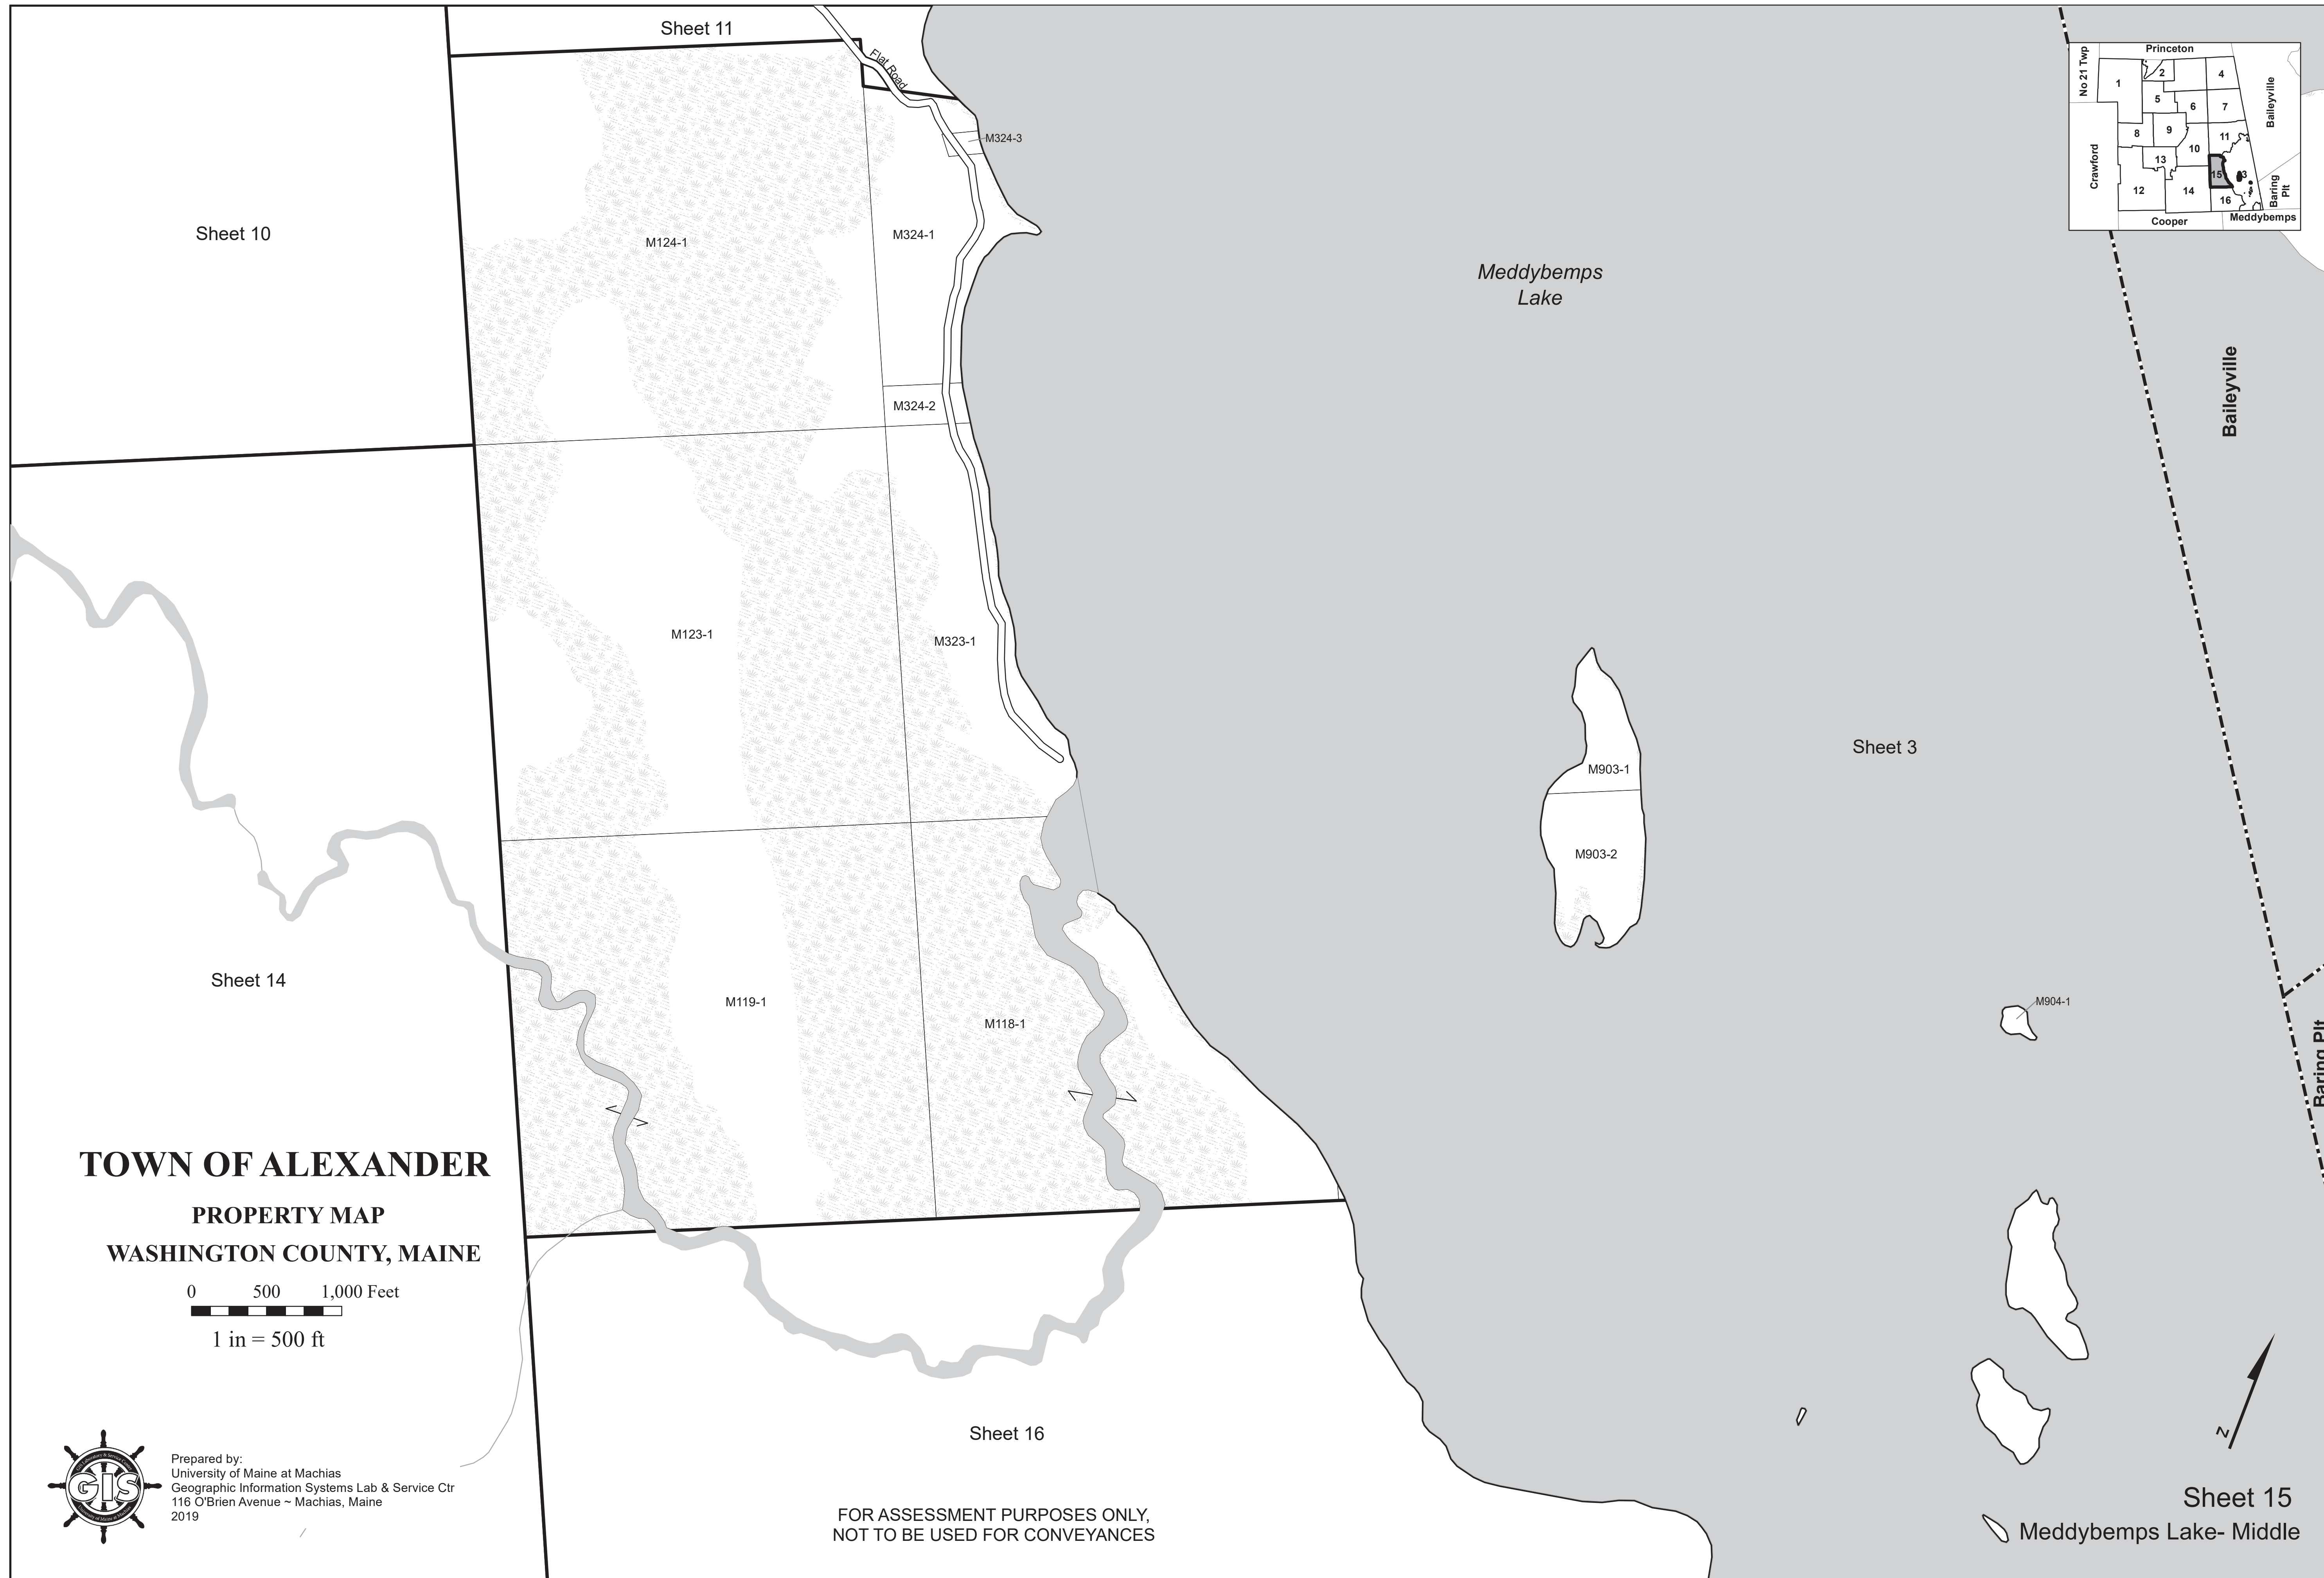 Sheet 11
Flat Road
M324-3
Sheet 10
M124-1
M324-1
Meddybemps
Lake
M324-2
M123-1
M323-1
Sheet 3
M903-1
M903-2
Sheet 14
M119-1
M118-1
M904-1
Baileyville
Baring Plt
Princeton
No 21 Twp
Crawford
Baileyville
Baring
Plt
Cooper
Meddybemps
1
2
4
5
6
7
8
9
10
11
13
15
3
12
14
16
TOWN OF ALEXANDER
PROPERTY MAP
WASHINGTON COUNTY, MAINE
0 500 1,000 Feet
1 in = 500 ft
Sheet 16
GIS
Prepared by:
University of Maine at Machias
Geographic Information Systems Lab & Service Ctr
116 O'Brien Avenue ~ Machias, Maine
2019
FOR ASSESSMENT PURPOSES ONLY,
NOT TO BE USED FOR CONVEYANCES
N
Sheet 15
Meddybemps Lake- Middle